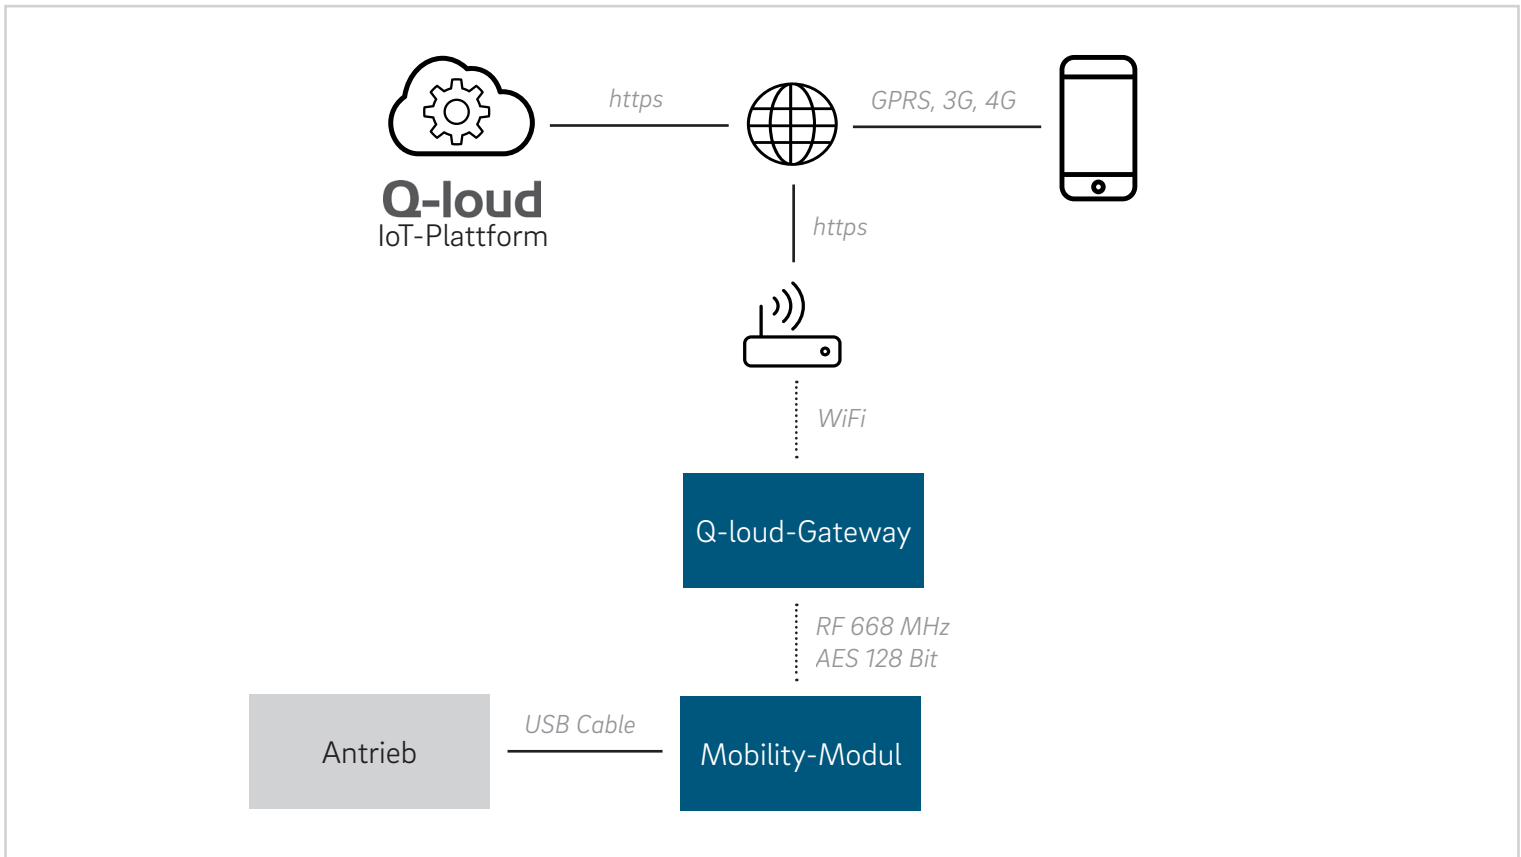 https
GPRS, 3G, 4G
Q-loud
IoT-Plattform
https
WiFi
Q-loud-Gateway
RF 668 MHz
AES 128 Bit
Antrieb
USB Cable
Mobility-Modul